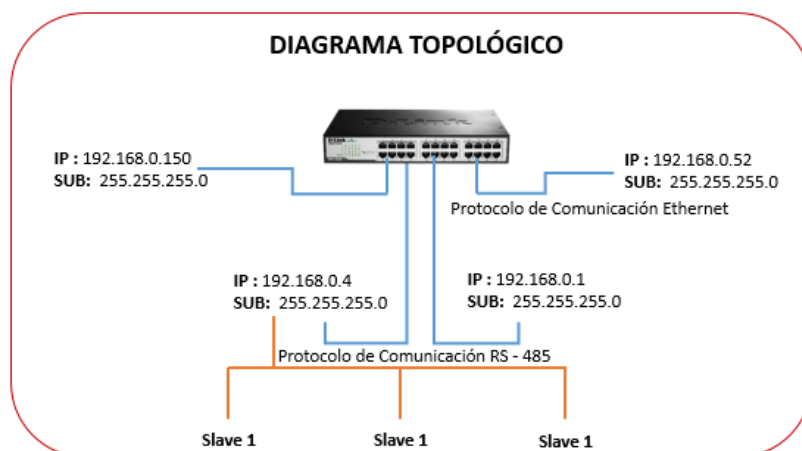 DIAGRAMA TOPOLÓGICO
D-Link
D-Link
IP : 192.168.0.150
SUB: 255.255.255.0
IP : 192.168.0.52
SUB: 255.255.255.0
Protocolo de Comunicación Ethernet
IP : 192.168.0.4
SUB: 255.255.255.0
IP : 192.168.0.1
SUB: 255.255.255.0
Protocolo de Comunicación RS - 485
Slave 1
Slave 1
Slave 1